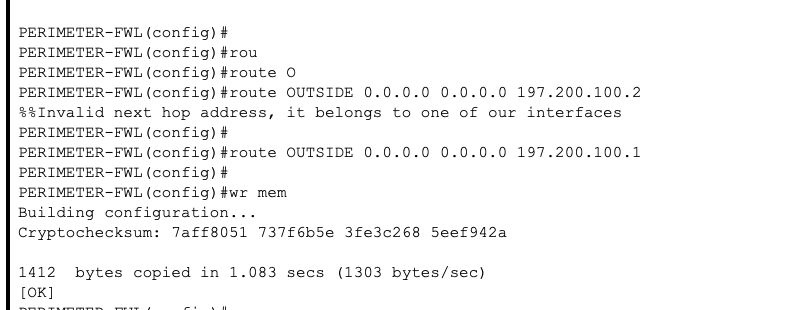 PERIMETER-FWL(config)#
PERIMETER-FWL(config)#rou
PERIMETER-FWL(config)#route O
PERIMETER-FWL(config)#route OUTSIDE 0.0.0.0 0.0.0.0 197.200.100.2
%%Invalid next hop address, it belongs to one of our interfaces
PERIMETER-FWL(config)#
PERIMETER-FWL(config)#route OUTSIDE 0.0.0.0 0.0.0.0 197.200.100.1
PERIMETER-FWL(config)#
PERIMETER-FWL(config)#wr mem
Building configuration...
Cryptochecksum: 7aff8051 737f6b5e 3fe3c268 5eef942a
1412  bytes copied in 1.083 secs (1303 bytes/sec)
[OK]
PERIMETER-FWL(config)#